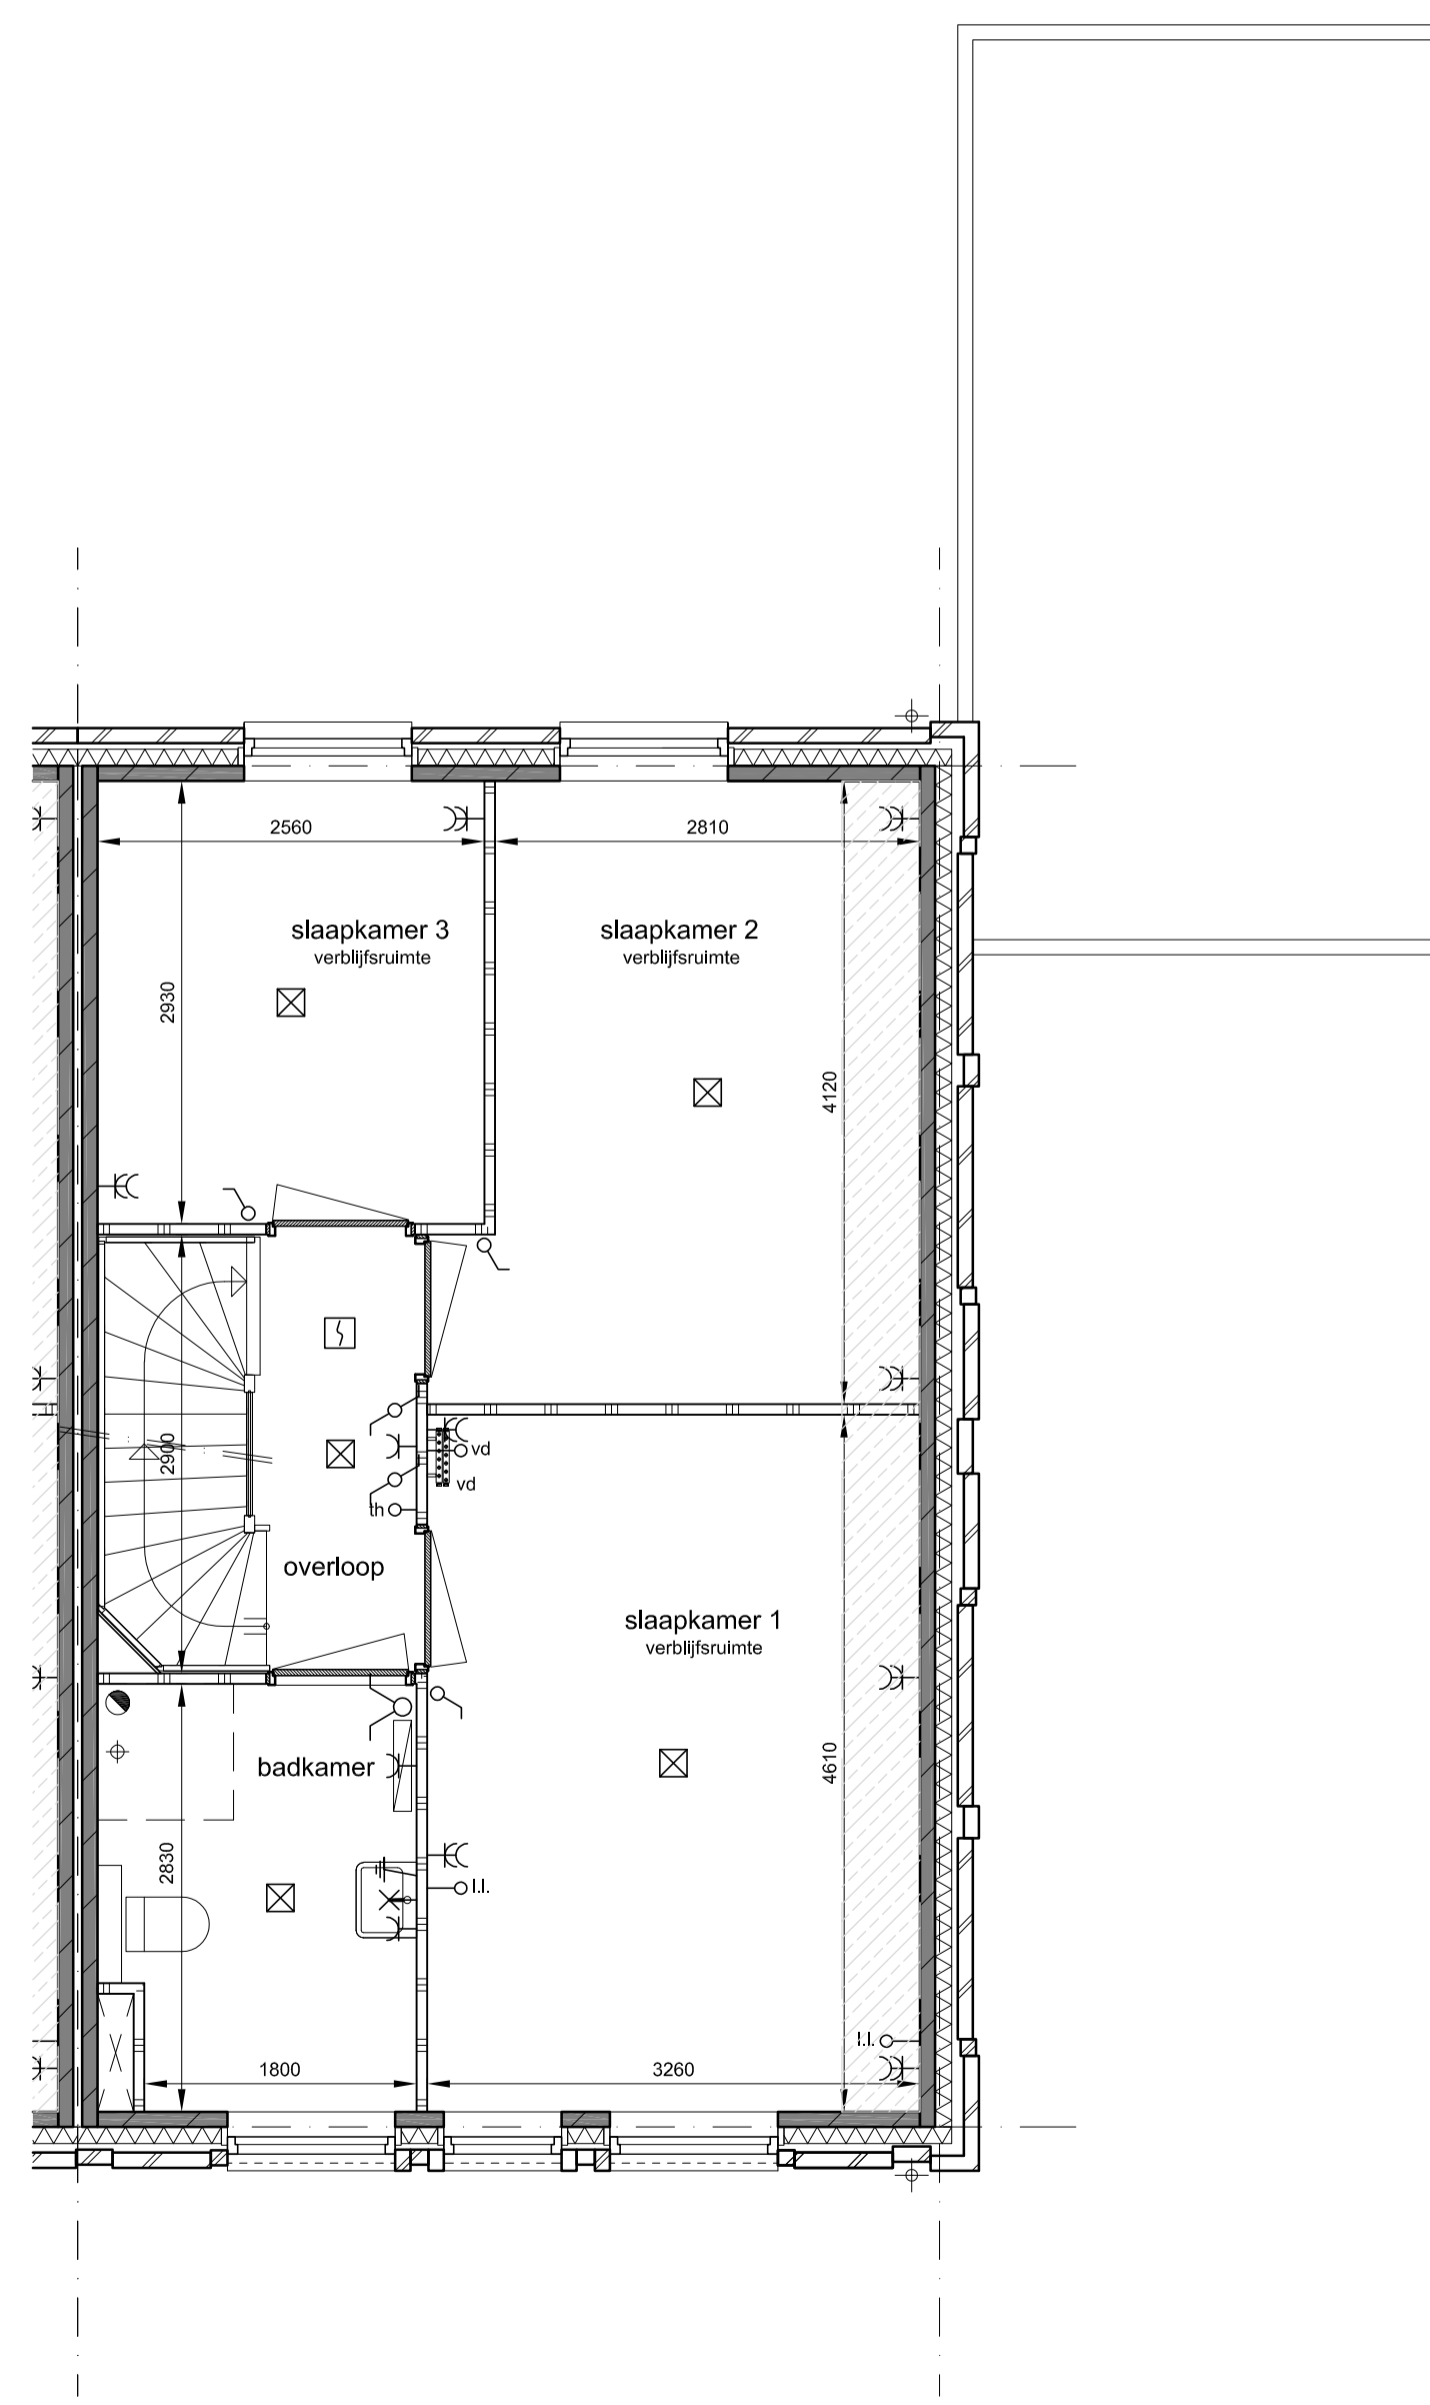 2560
2810
slaapkamer 3
verblijfsruimte
slaapkamer 2
verblijfsruimte
2930
4120
vd
2900
vd
th
overloop
slaapkamer 1
verblijfsruimte
badkamer
4610
2830
l.l.
l.l.
1800
3260